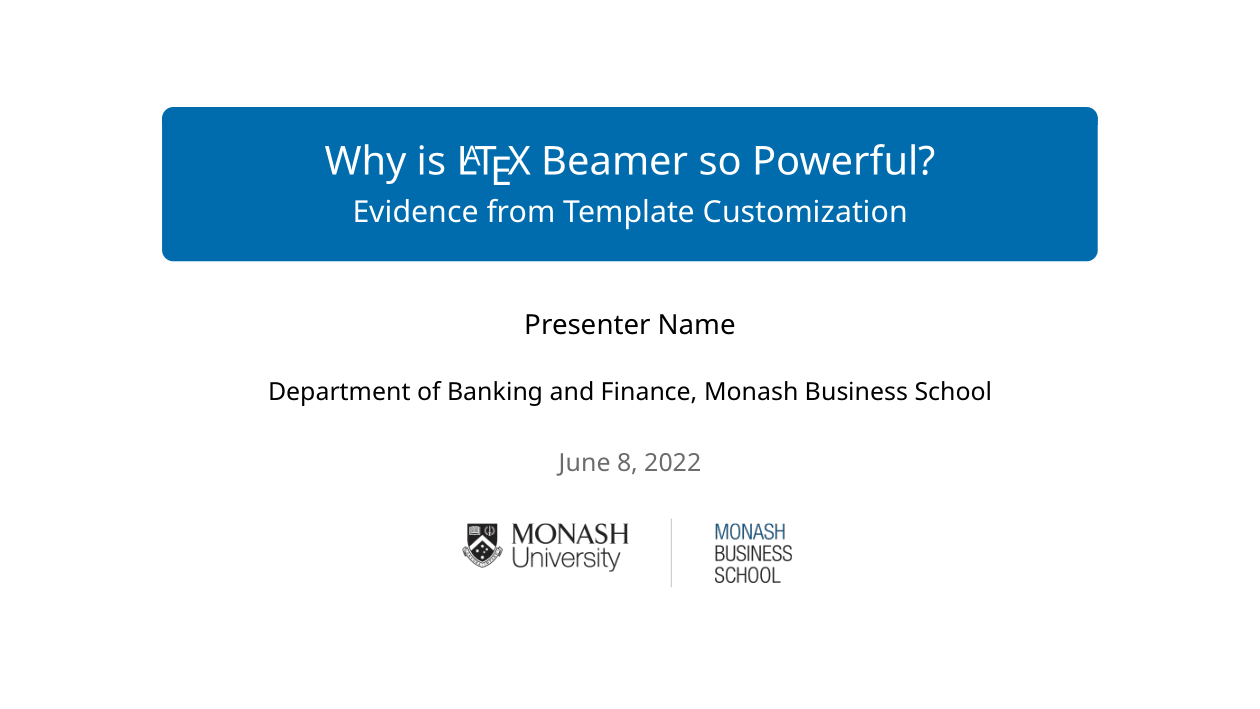 Why is LATEX Beamer so Powerful?
Evidence from Template Customization
Presenter Name
Department of Banking and Finance, Monash Business School
June 8, 2022
MONASH
University
MONASH
BUSINESS
SCHOOL